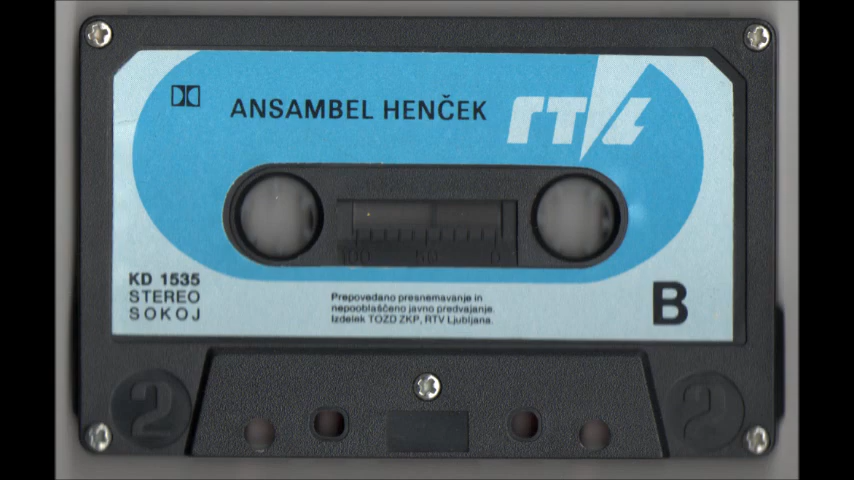 ANSAMBEL HENČEK
RTVL
100 50 0
KD 1535
STEREO
SOKOJ
Prepovedano presnemavanje in
nepooblaščeno javno predvajanje.
Izdelek TOZD ZKP, RTV Ljubljana.
B
2 2